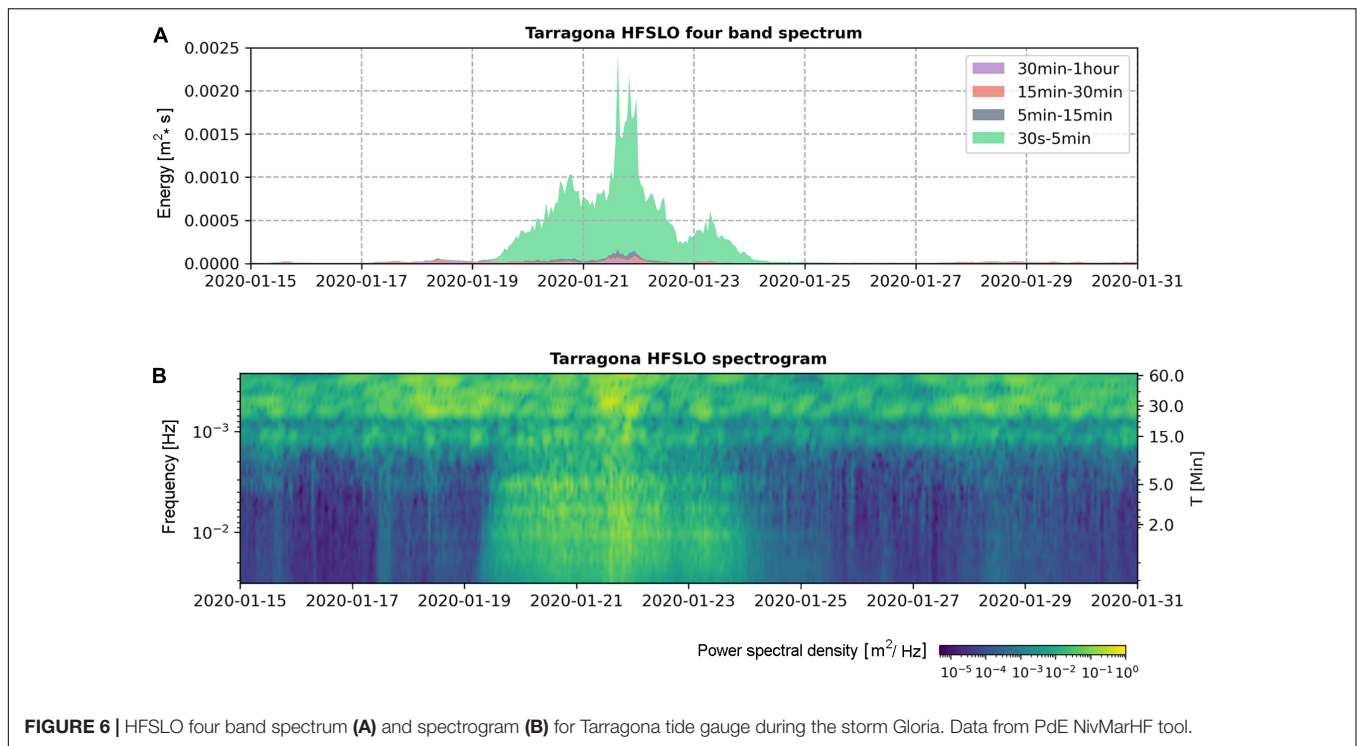 A
Tarragona HFSLO four band spectrum
Energy [m²* s]
0.0025
0.0020
0.0015
0.0010
0.0005
0.0000
30min-1hour
15min-30min
5min-15min
30s-5min
2020-01-15 2020-01-17 2020-01-19 2020-01-21 2020-01-23 2020-01-25 2020-01-27 2020-01-29 2020-01-31
B
Tarragona HFSLO spectrogram
Frequency [Hz]
10⁻³
10⁻²
60.0
30.0
15.0
5.0
2.0
T [Min]
2020-01-15 2020-01-17 2020-01-19 2020-01-21 2020-01-23 2020-01-25 2020-01-27 2020-01-29 2020-01-31
Power spectral density [m²/ Hz]
10⁻⁵ 10⁻⁴ 10⁻³ 10⁻² 10⁻¹ 10⁰
FIGURE 6 | HFSLO four band spectrum (A) and spectrogram (B) for Tarragona tide gauge during the storm Gloria. Data from PdE NivMarHF tool.